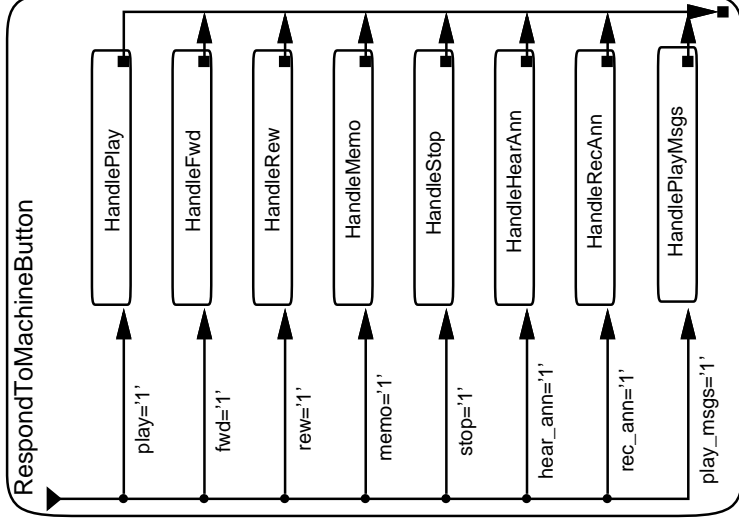 RespondToMachineButton
play='1'
HandlePlay
fwd='1'
HandleFwd
rew='1'
HandleRew
memo='1'
HandleMemo
stop='1'
HandleStop
hear_ann='1'
HandleHearAnn
rec_ann='1'
HandleRecAnn
play_msgs='1'
HandlePlayMsgs